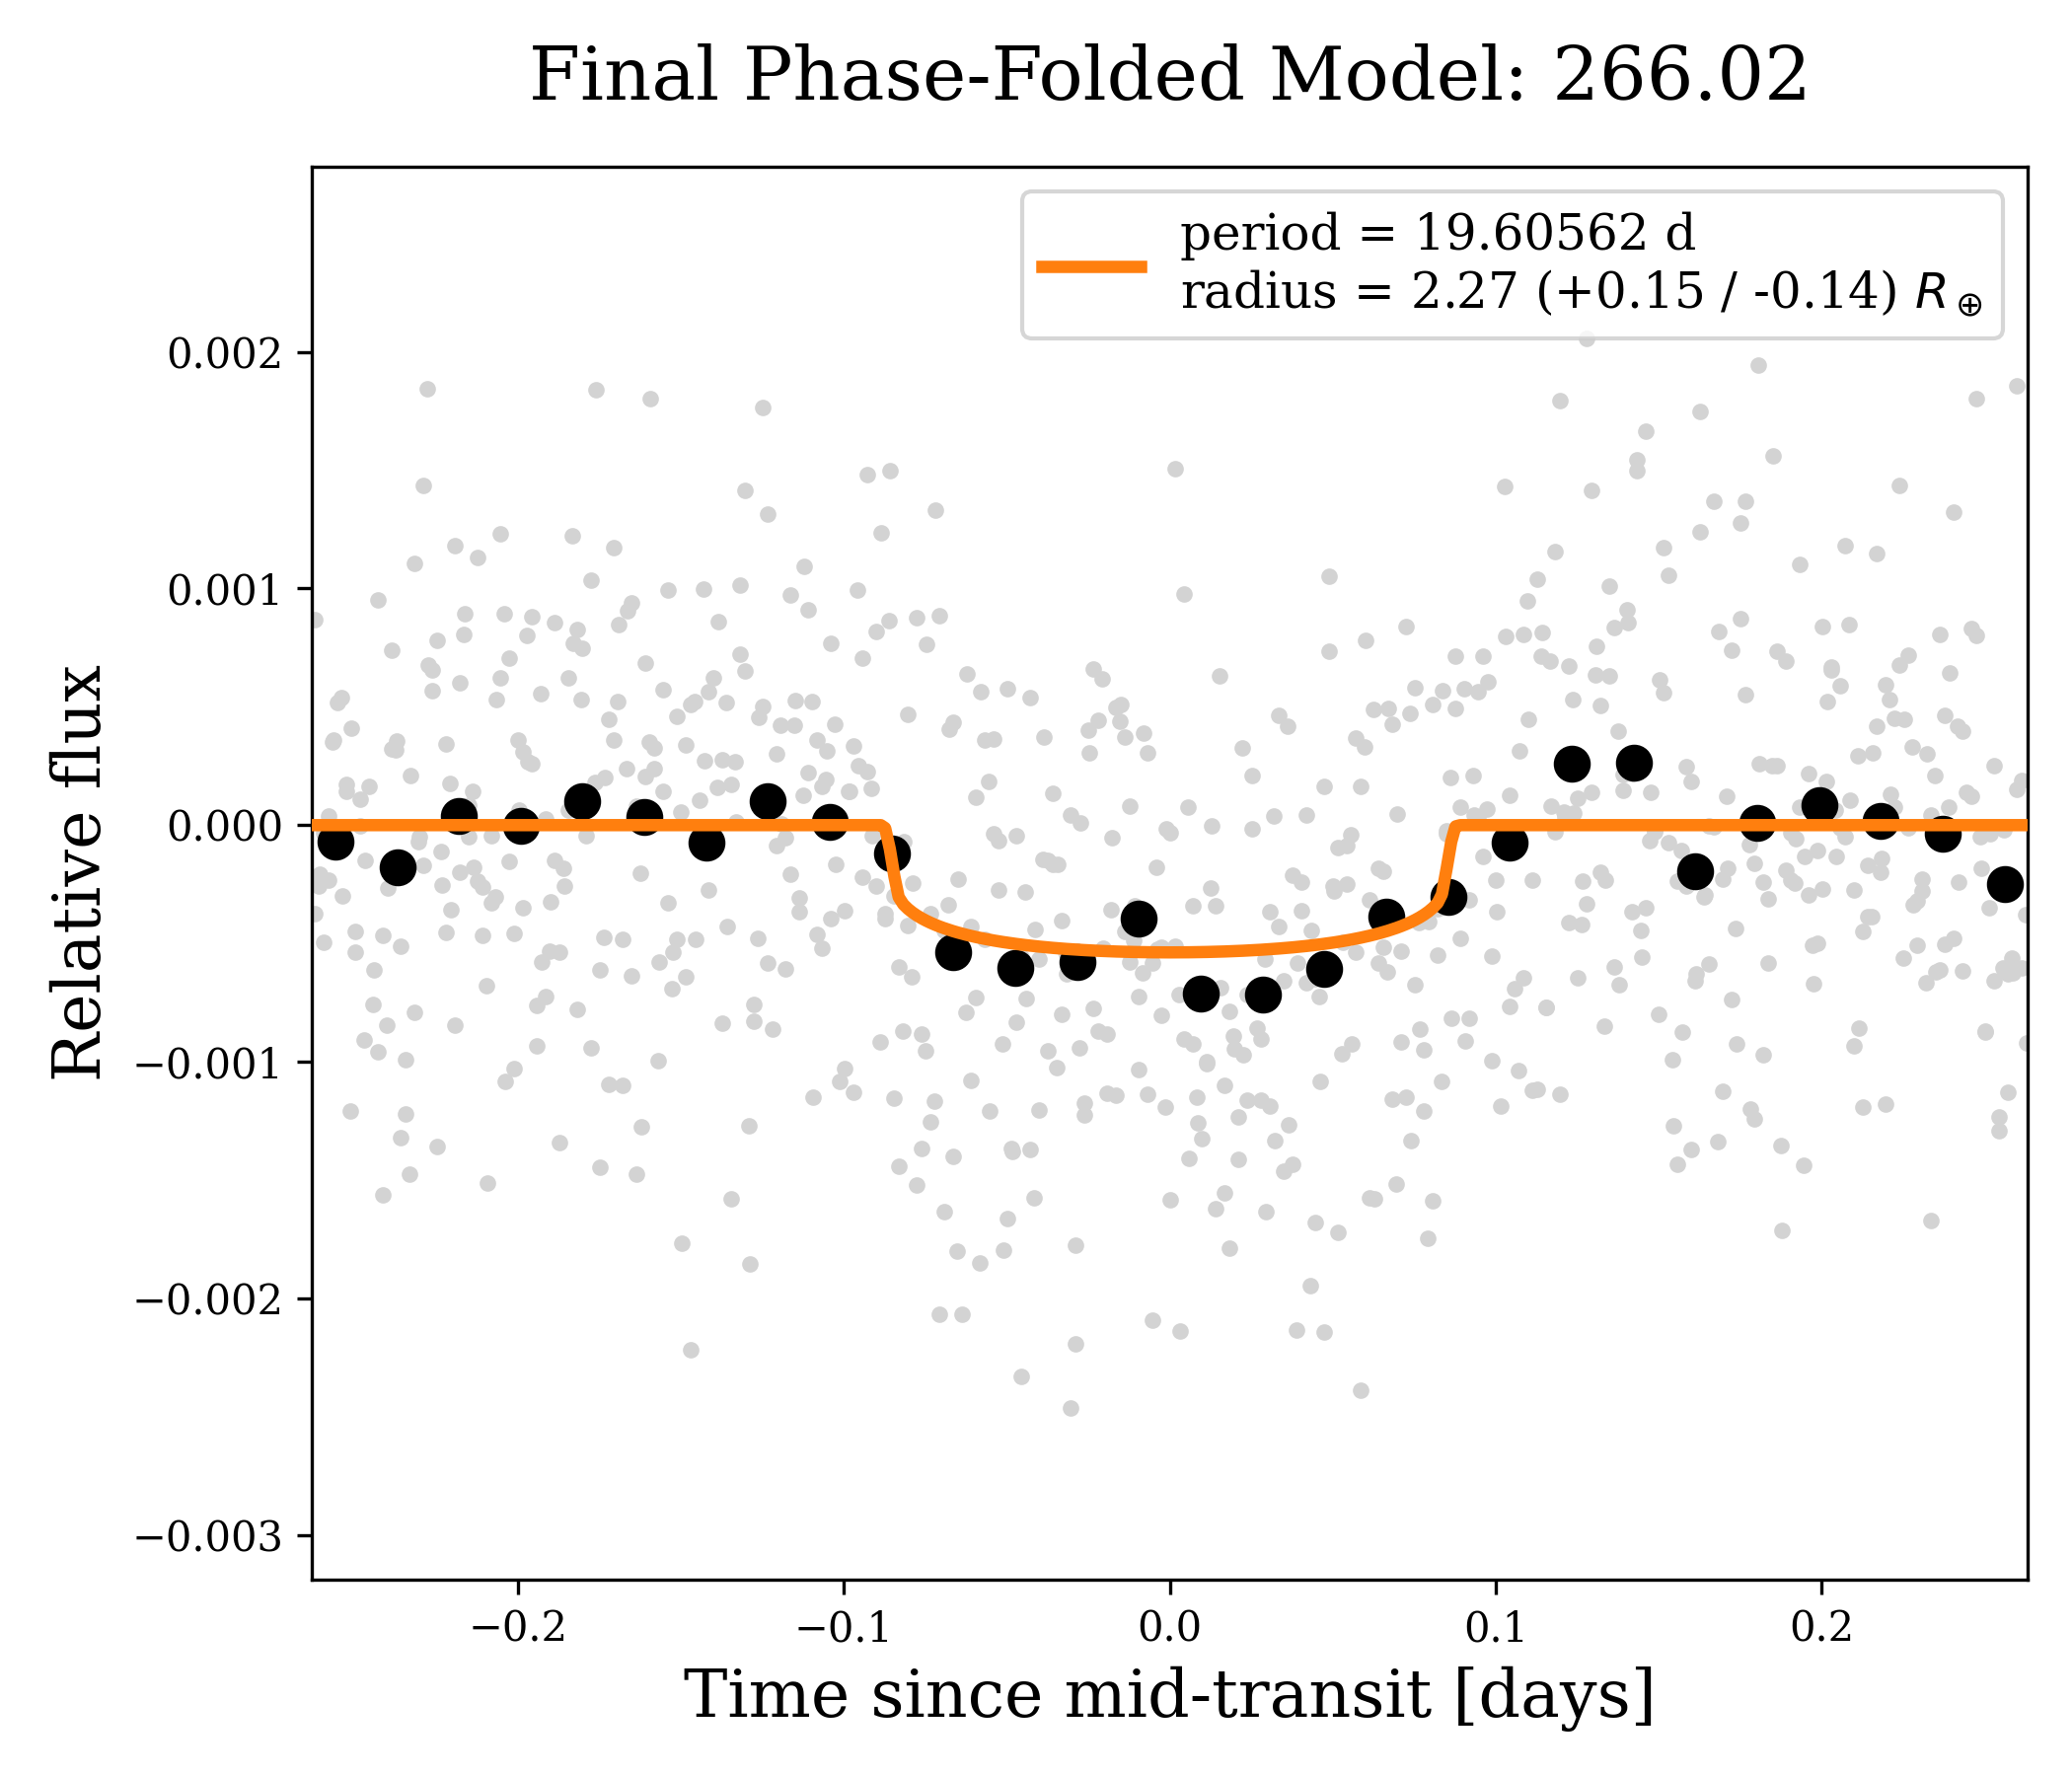 Final Phase-Folded Model: 266.02
period = 19.60562 d
radius = 2.27 (+0.15 / -0.14) R⊕
0.002
0.001
0.000
−0.001
−0.002
−0.003
Relative flux
−0.2
−0.1
0.0
0.1
0.2
Time since mid-transit [days]